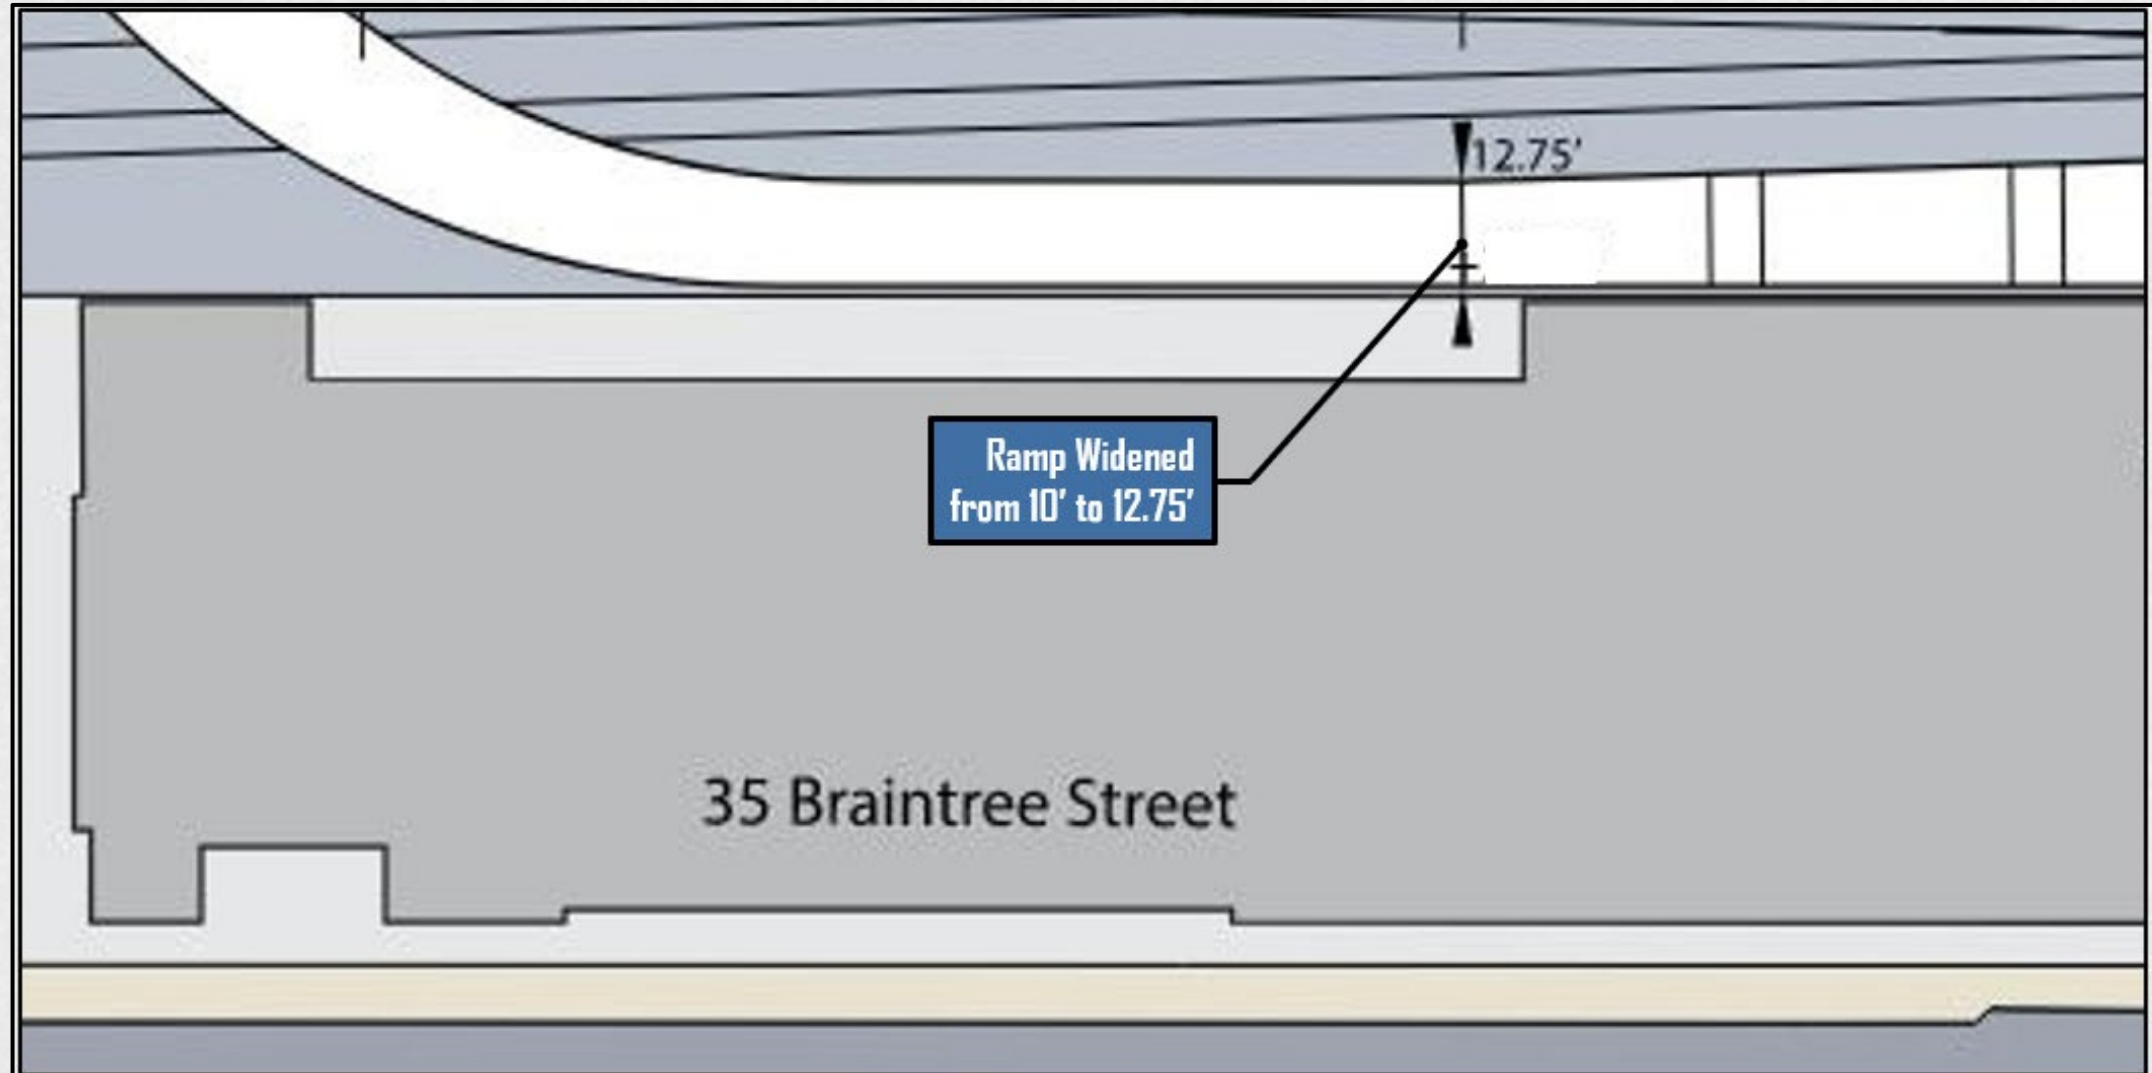 12.75'
Ramp Widened
from 10' to 12.75'
35 Braintree Street